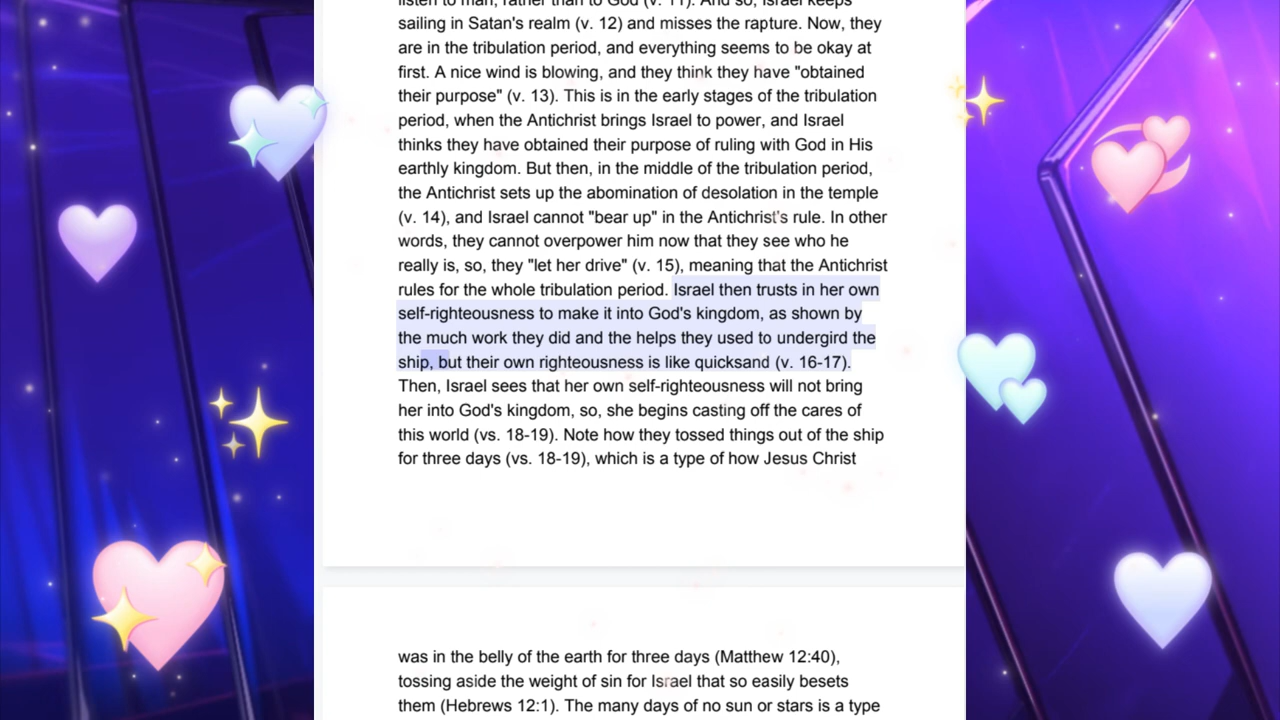 listen to man, rather than to God (v. 11). And so, Israel keeps
sailing in Satan's realm (v. 12) and misses the rapture. Now, they
are in the tribulation period, and everything seems to be okay at
first. A nice wind is blowing, and they think they have "obtained
their purpose" (v. 13). This is in the early stages of the tribulation
period, when the Antichrist brings Israel to power, and Israel
thinks they have obtained their purpose of ruling with God in His
earthly kingdom. But then, in the middle of the tribulation period,
the Antichrist sets up the abomination of desolation in the temple
(v. 14), and Israel cannot "bear up" in the Antichrist's rule. In other
words, they cannot overpower him now that they see who he
really is, so, they "let her drive" (v. 15), meaning that the Antichrist
rules for the whole tribulation period. Israel then trusts in her own
self-righteousness to make it into God's kingdom, as shown by
the much work they did and the helps they used to undergird the
ship, but their own righteousness is like quicksand (v. 16-17).
Then, Israel sees that her own self-righteousness will not bring
her into God's kingdom, so, she begins casting off the cares of
this world (vs. 18-19). Note how they tossed things out of the ship
for three days (vs. 18-19), which is a type of how Jesus Christ
was in the belly of the earth for three days (Matthew 12:40),
tossing aside the weight of sin for Israel that so easily besets
them (Hebrews 12:1). The many days of no sun or stars is a type